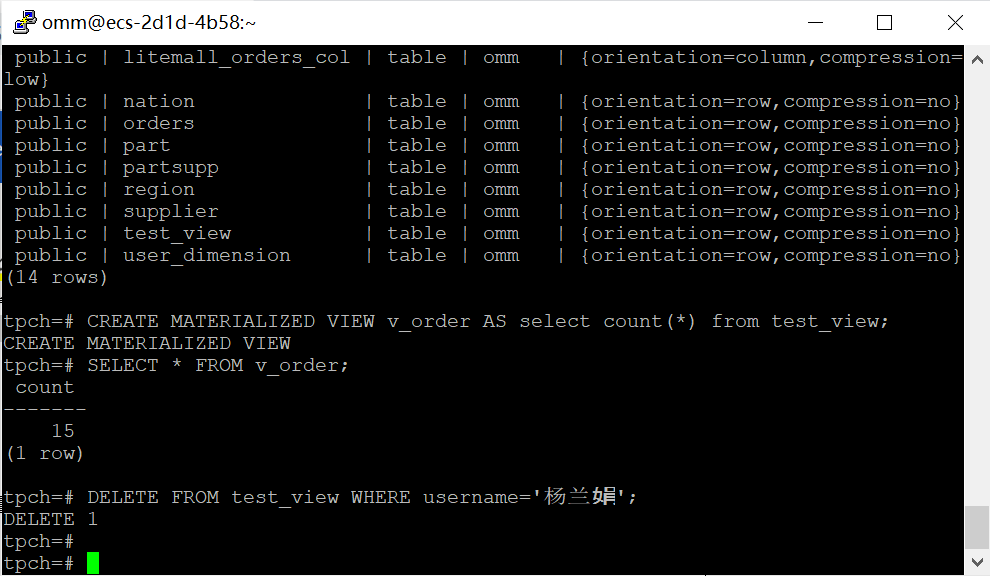 omm@ecs-2d1d-4b58:~
public | litemall_orders_col | table | omm | {orientation=column,compression=
low}
public | nation | table | omm | {orientation=row,compression=no}
public | orders | table | omm | {orientation=row,compression=no}
public | part | table | omm | {orientation=row,compression=no}
public | partsupp | table | omm | {orientation=row,compression=no}
public | region | table | omm | {orientation=row,compression=no}
public | supplier | table | omm | {orientation=row,compression=no}
public | test_view | table | omm | {orientation=row,compression=no}
public | user_dimension | table | omm | {orientation=row,compression=no}
(14 rows)
tpch=# CREATE MATERIALIZED VIEW v_order AS select count(*) from test_view;
CREATE MATERIALIZED VIEW
tpch=# SELECT * FROM v_order;
count
-------
15
(1 row)
tpch=# DELETE FROM test_view WHERE username='杨兰娟';
DELETE 1
tpch=#
tpch=#